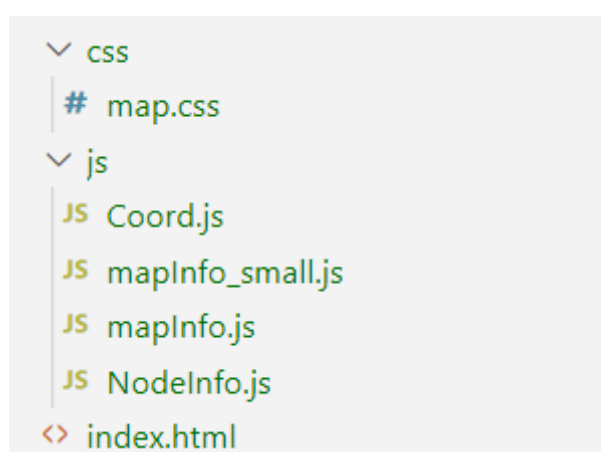 css
# map.css
js
JS Coord.js
JS mapInfo_small.js
JS mapInfo.js
JS NodeInfo.js
<> index.html